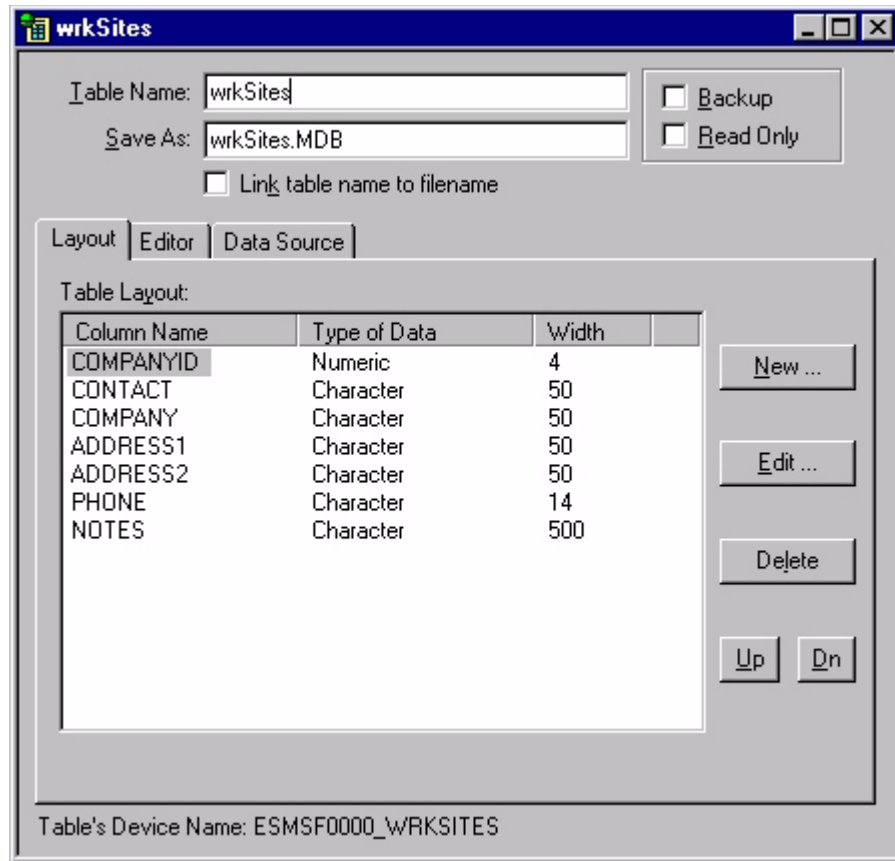 wrkSites
Table Name: wrkSites
Backup
Save As: wrkSites.MDB
Read Only
Link table name to filename
Layout Editor Data Source
Table Layout:
Column Name Type of Data Width
COMPANYID Numeric 4
CONTACT Character 50
COMPANY Character 50
ADDRESS1 Character 50
ADDRESS2 Character 50
PHONE Character 14
NOTES Character 500
New ...
Edit ...
Delete
Up Dn
Table's Device Name: ESMSF0000_WRKSITES